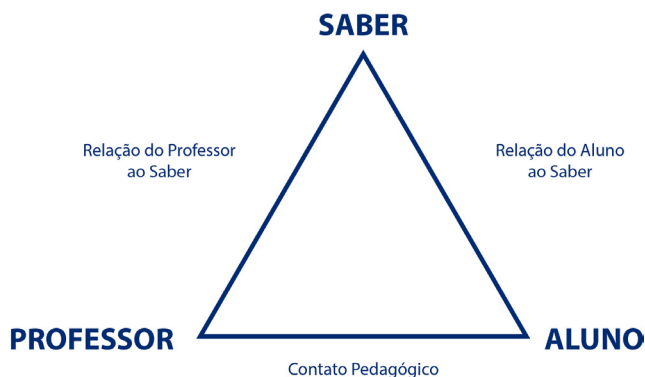 SABER
Relação do Professor
ao Saber
Relação do Aluno
ao Saber
PROFESSOR
ALUNO
Contato Pedagógico